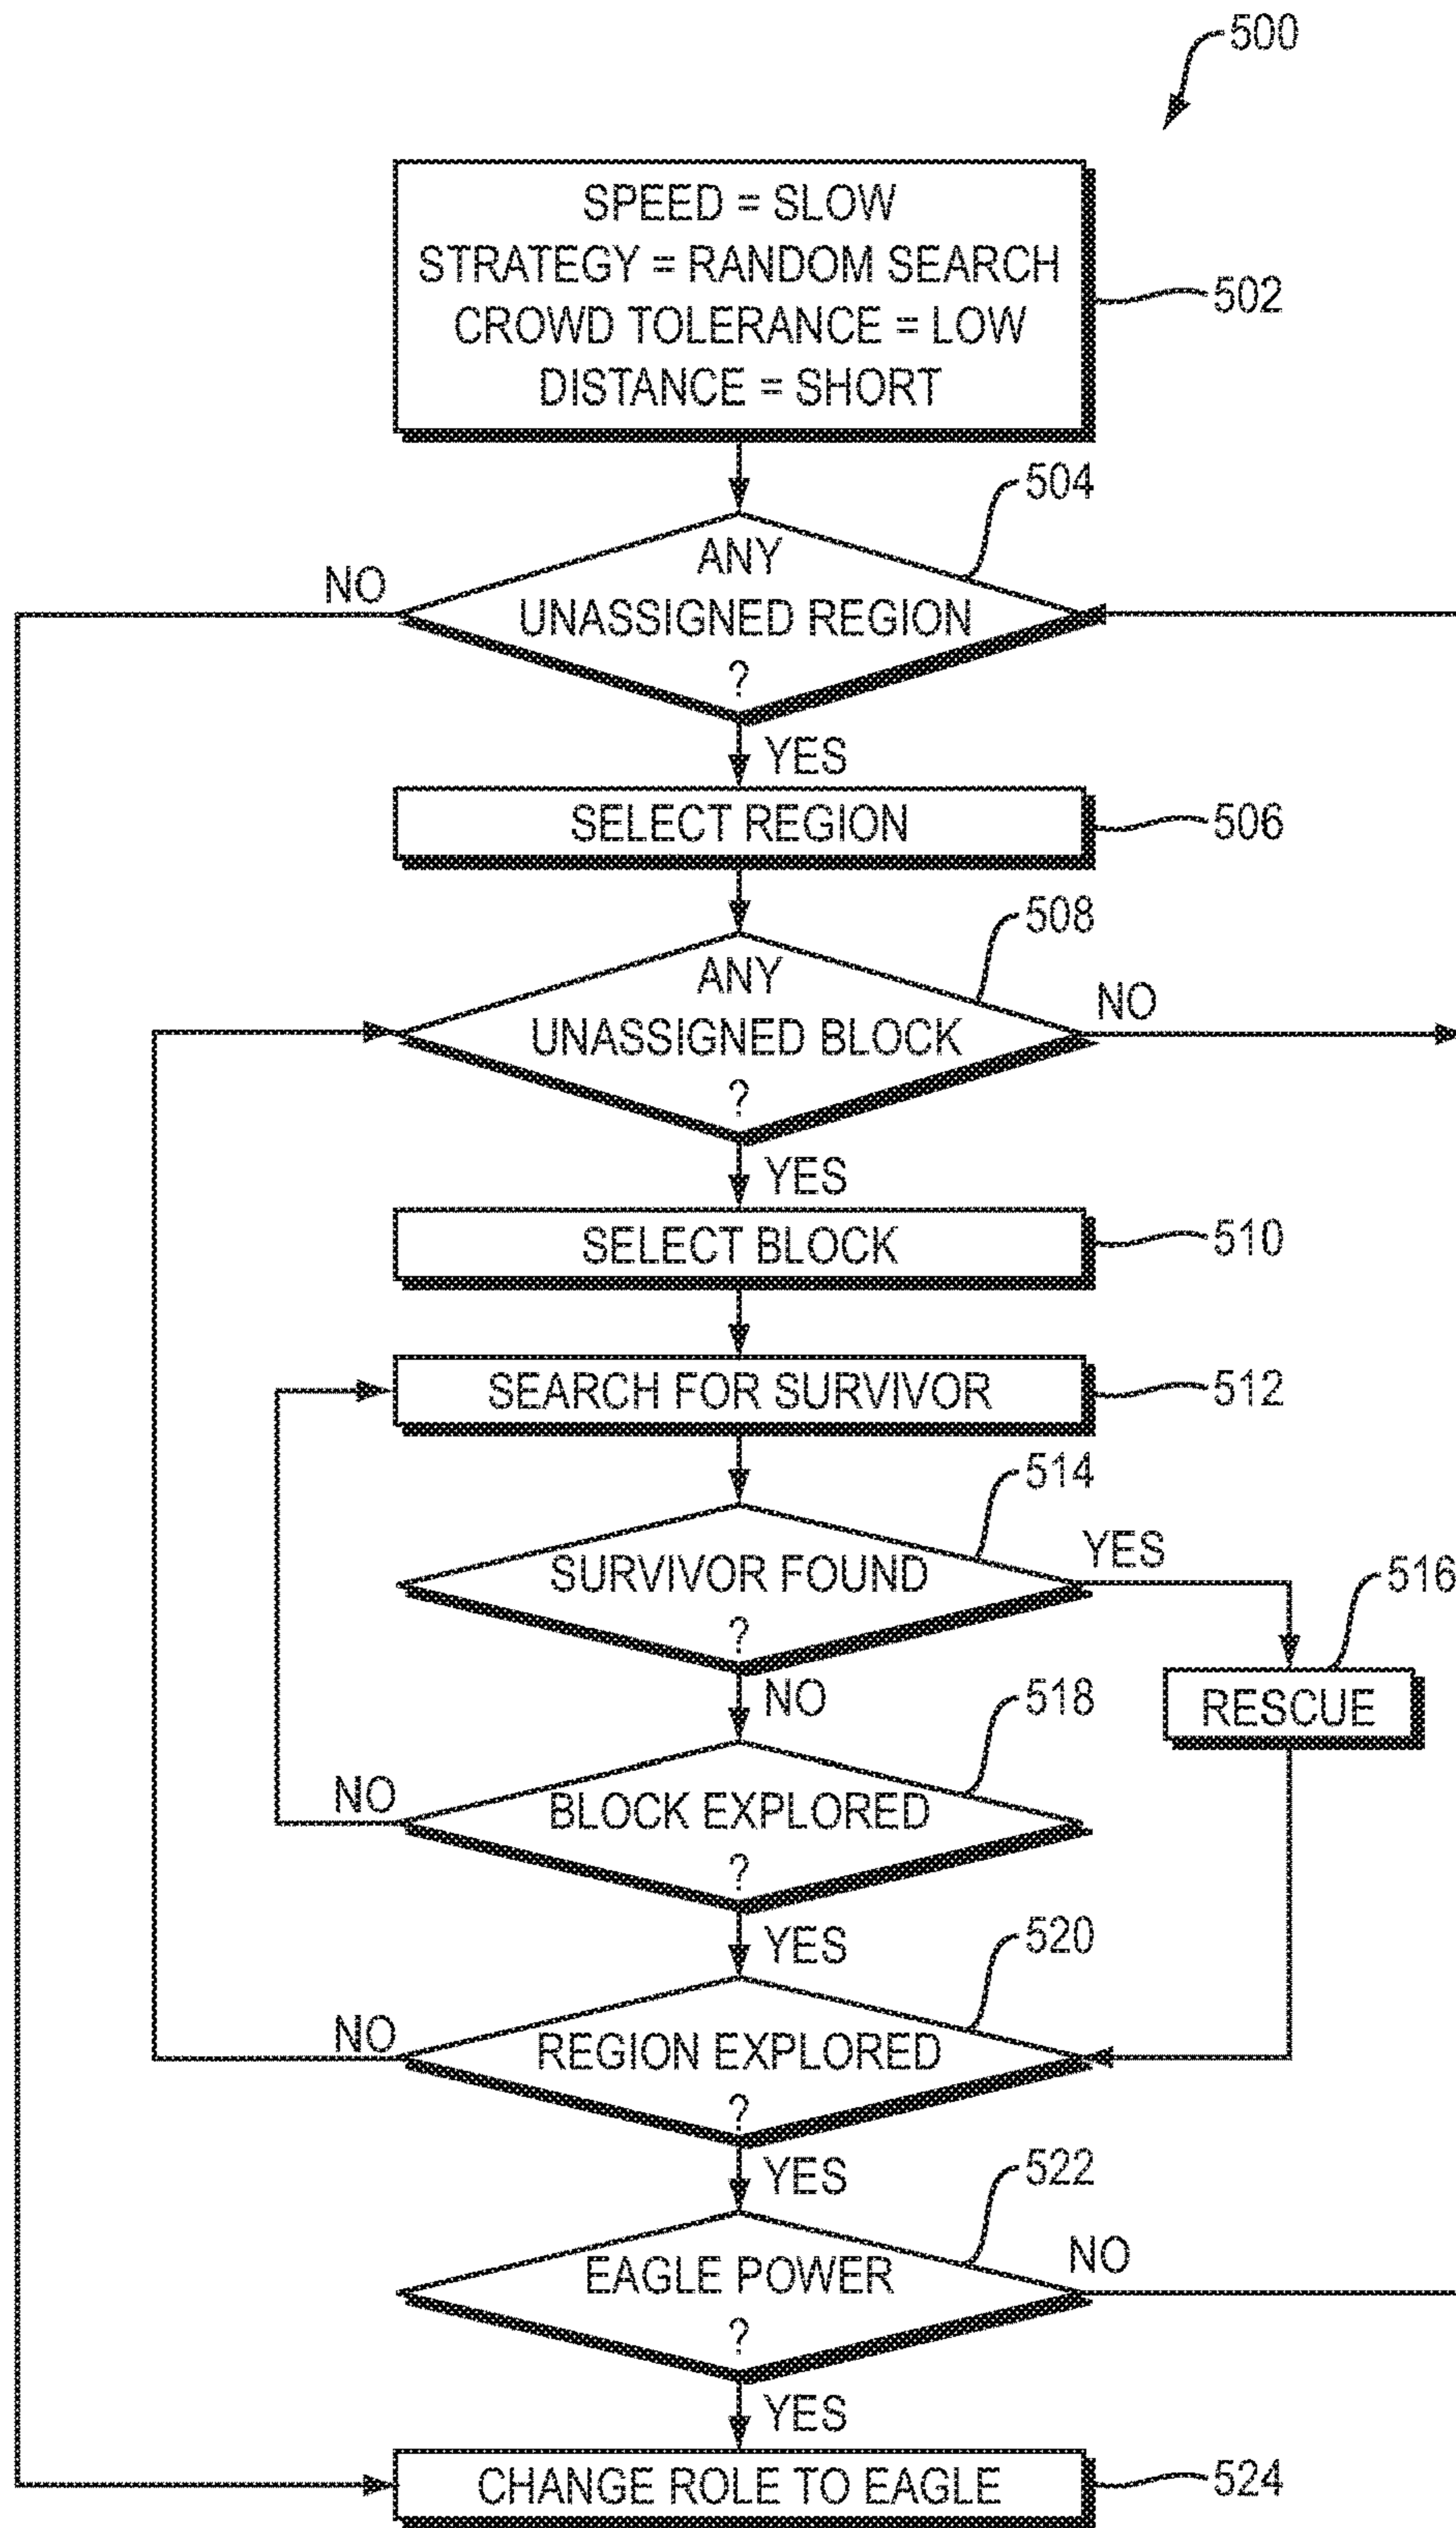 500
SPEED = SLOW
STRATEGY = RANDOM SEARCH
CROWD TOLERANCE = LOW
DISTANCE = SHORT
502
504
ANY
UNASSIGNED REGION
?
NO
YES
SELECT REGION
506
508
ANY
UNASSIGNED BLOCK
?
NO
YES
SELECT BLOCK
510
SEARCH FOR SURVIVOR
512
514
SURVIVOR FOUND
?
YES
516
RESCUE
NO
518
BLOCK EXPLORED
?
NO
YES
520
REGION EXPLORED
?
NO
YES
522
EAGLE POWER
?
NO
YES
CHANGE ROLE TO EAGLE
524